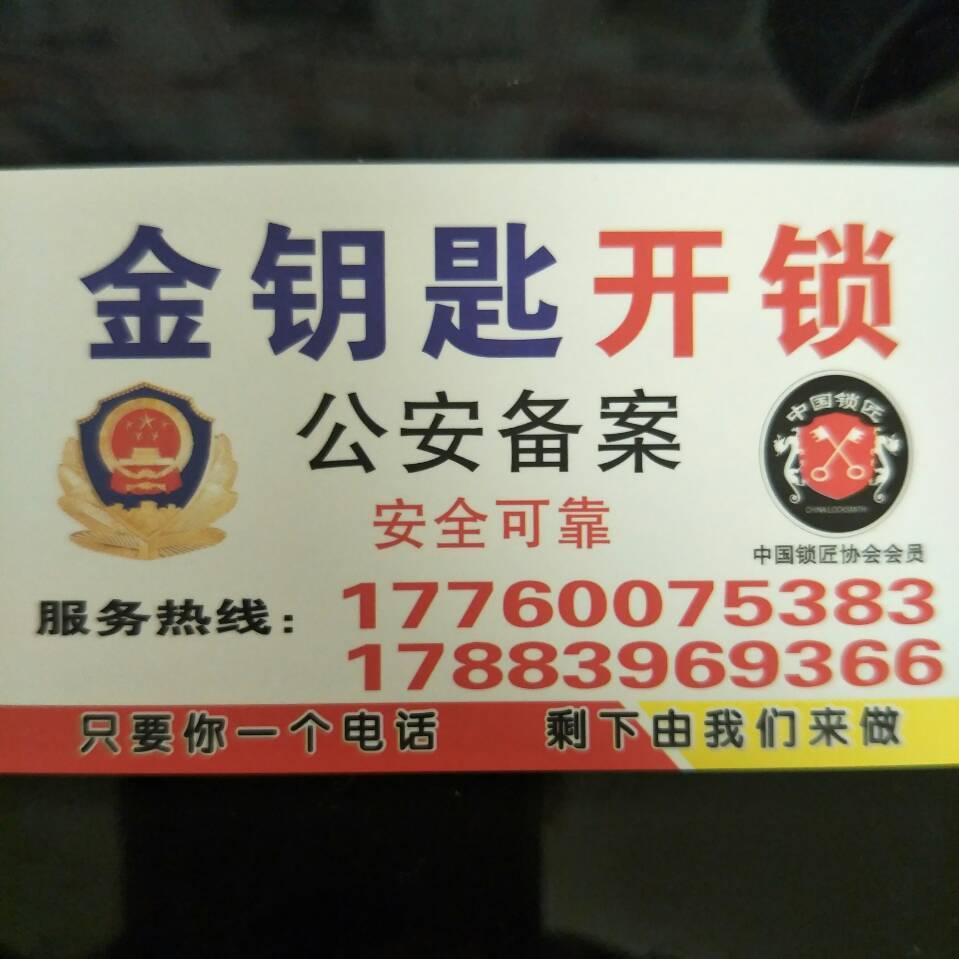 金钥匙开锁
公安备案
中国锁匠
CHINA LOCKSMITH
安全可靠
中国锁匠协会会员
服务热线：17760075383
17883969366
只要你一个电话 剩下由我们来做